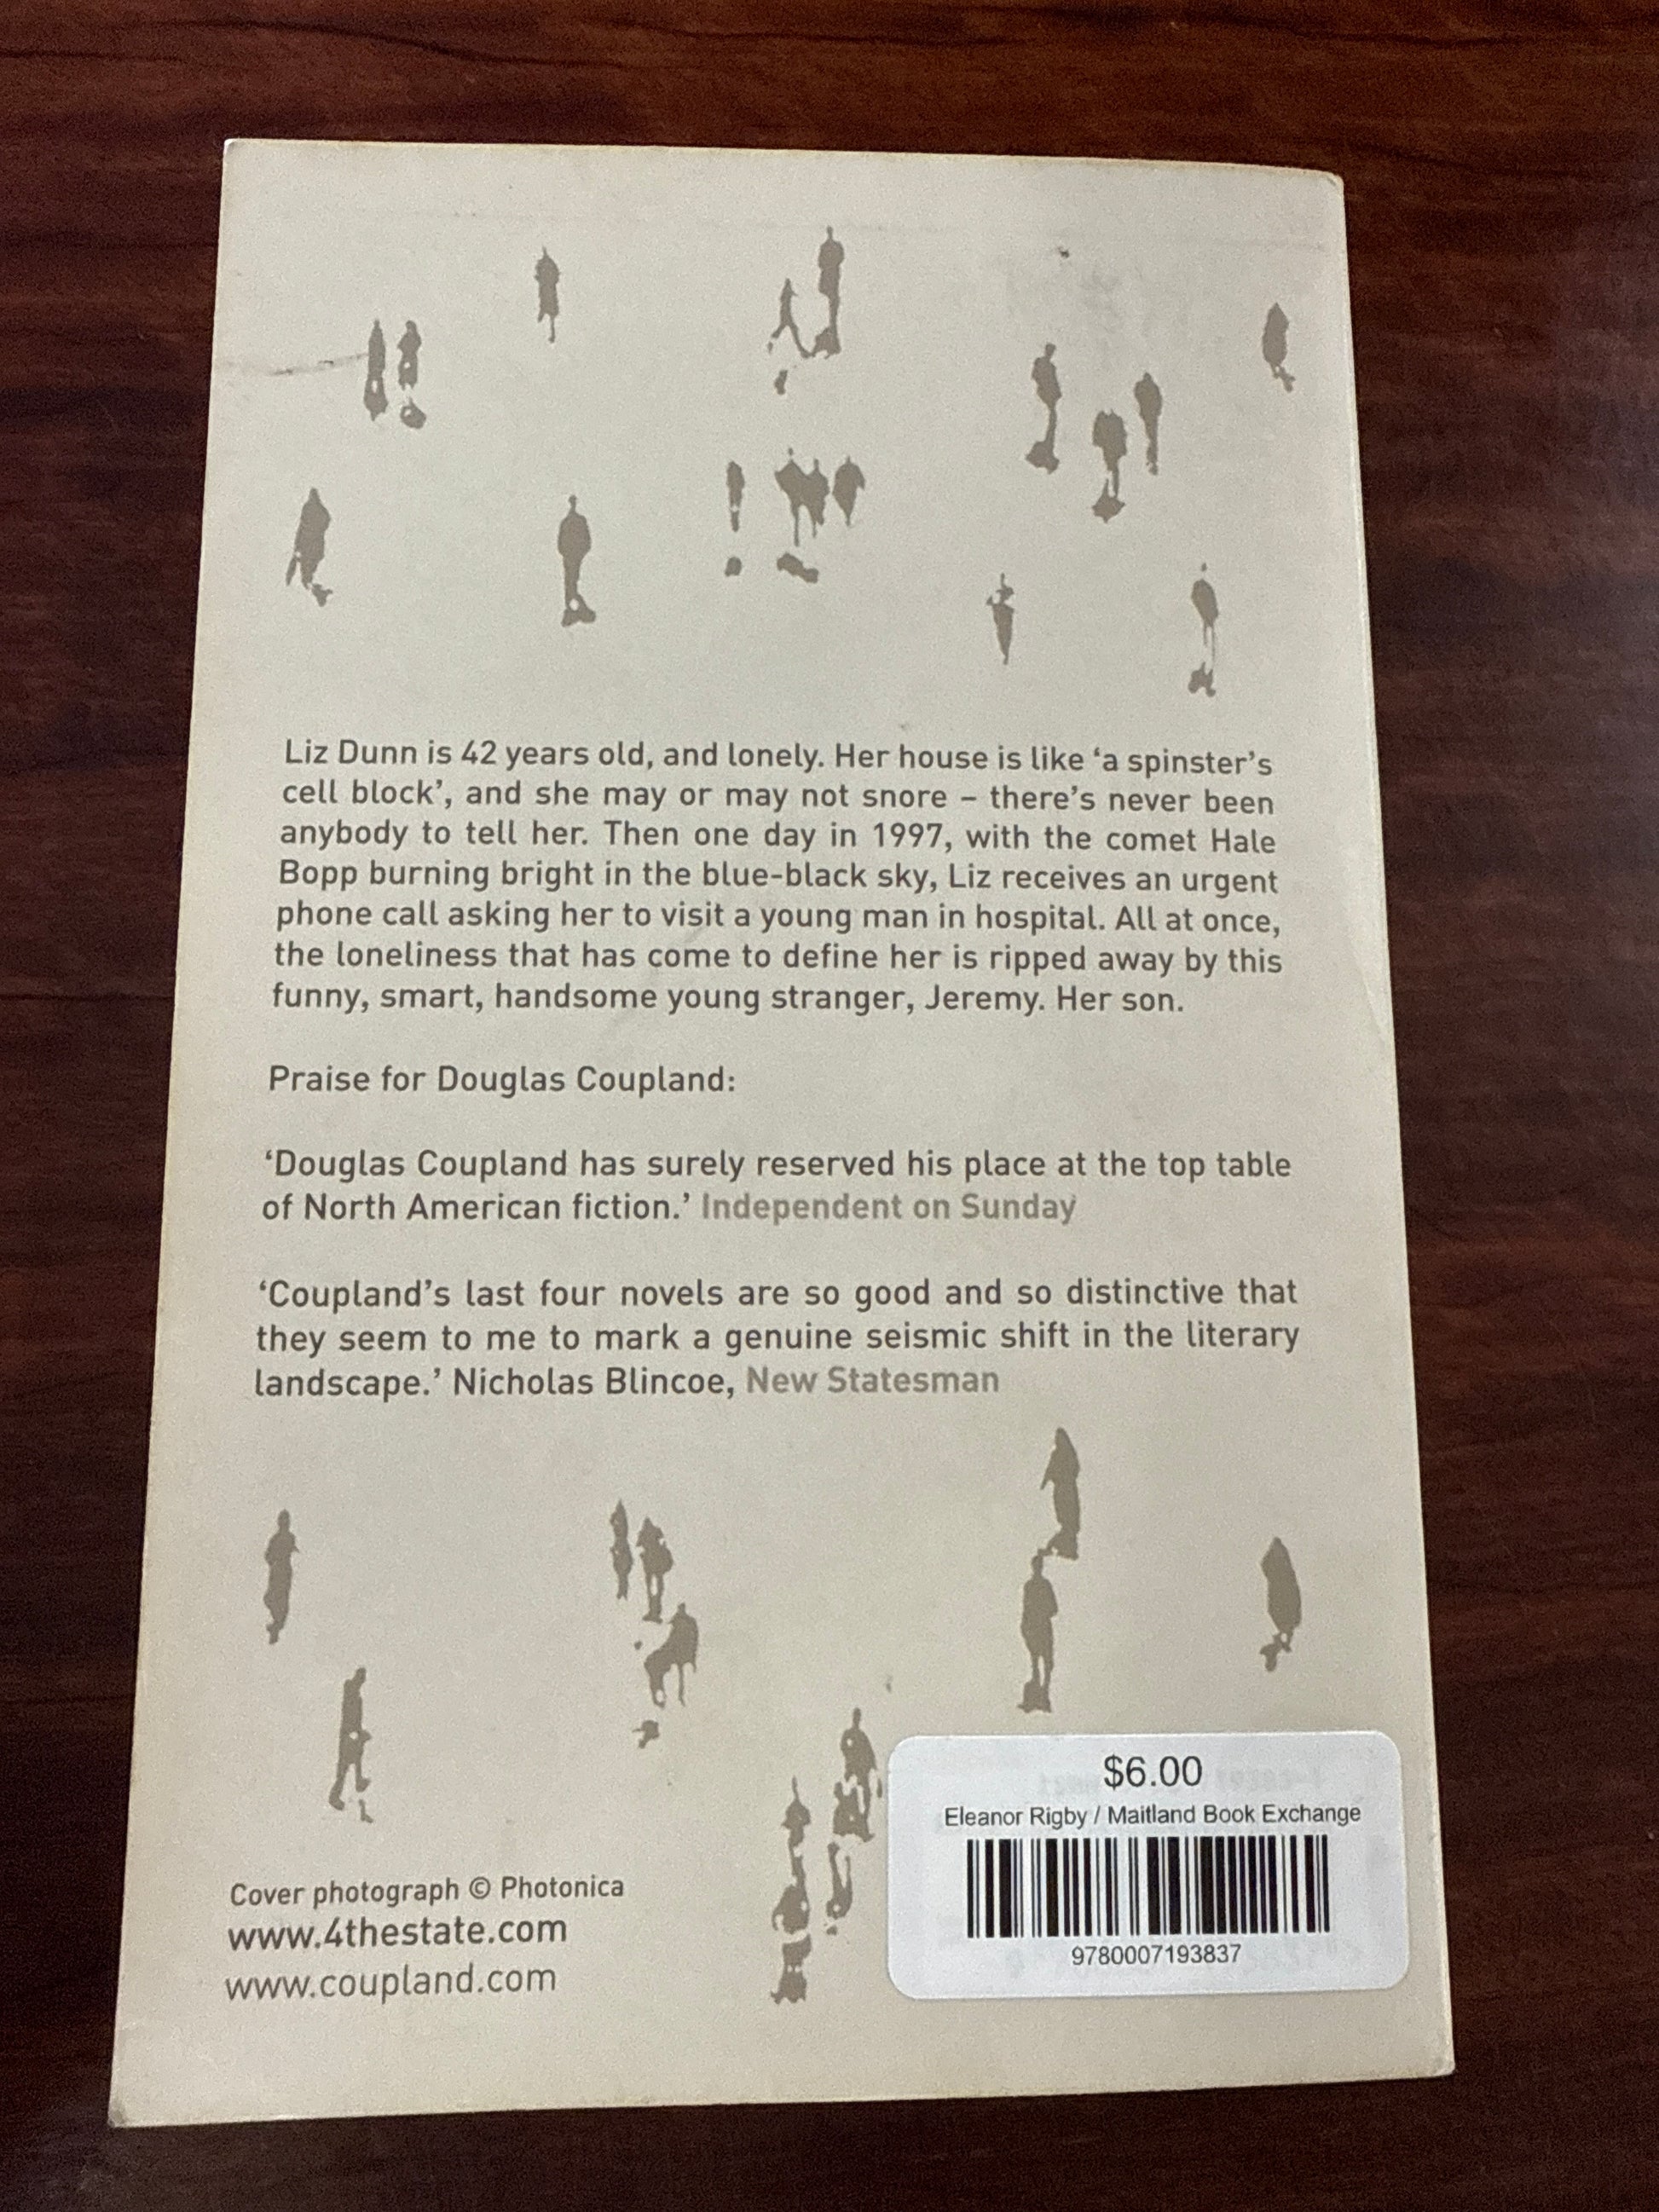 Liz Dunn is 42 years old, and lonely. Her house is like ‘a spinster’s
cell block’, and she may or may not snore – there’s never been
anybody to tell her. Then one day in 1997, with the comet Hale
Bopp burning bright in the blue-black sky, Liz receives an urgent
phone call asking her to visit a young man in hospital. All at once,
the loneliness that has come to define her is ripped away by this
funny, smart, handsome young stranger, Jeremy. Her son.
Praise for Douglas Coupland:
‘Douglas Coupland has surely reserved his place at the top table
of North American fiction.’ Independent on Sunday
‘Coupland’s last four novels are so good and so distinctive that
they seem to me to mark a genuine seismic shift in the literary
landscape.’ Nicholas Blincoe, New Statesman
Cover photograph © Photonica
www.4thestate.com
www.coupland.com
$6.00
Eleanor Rigby / Maitland Book Exchange
9780007193837